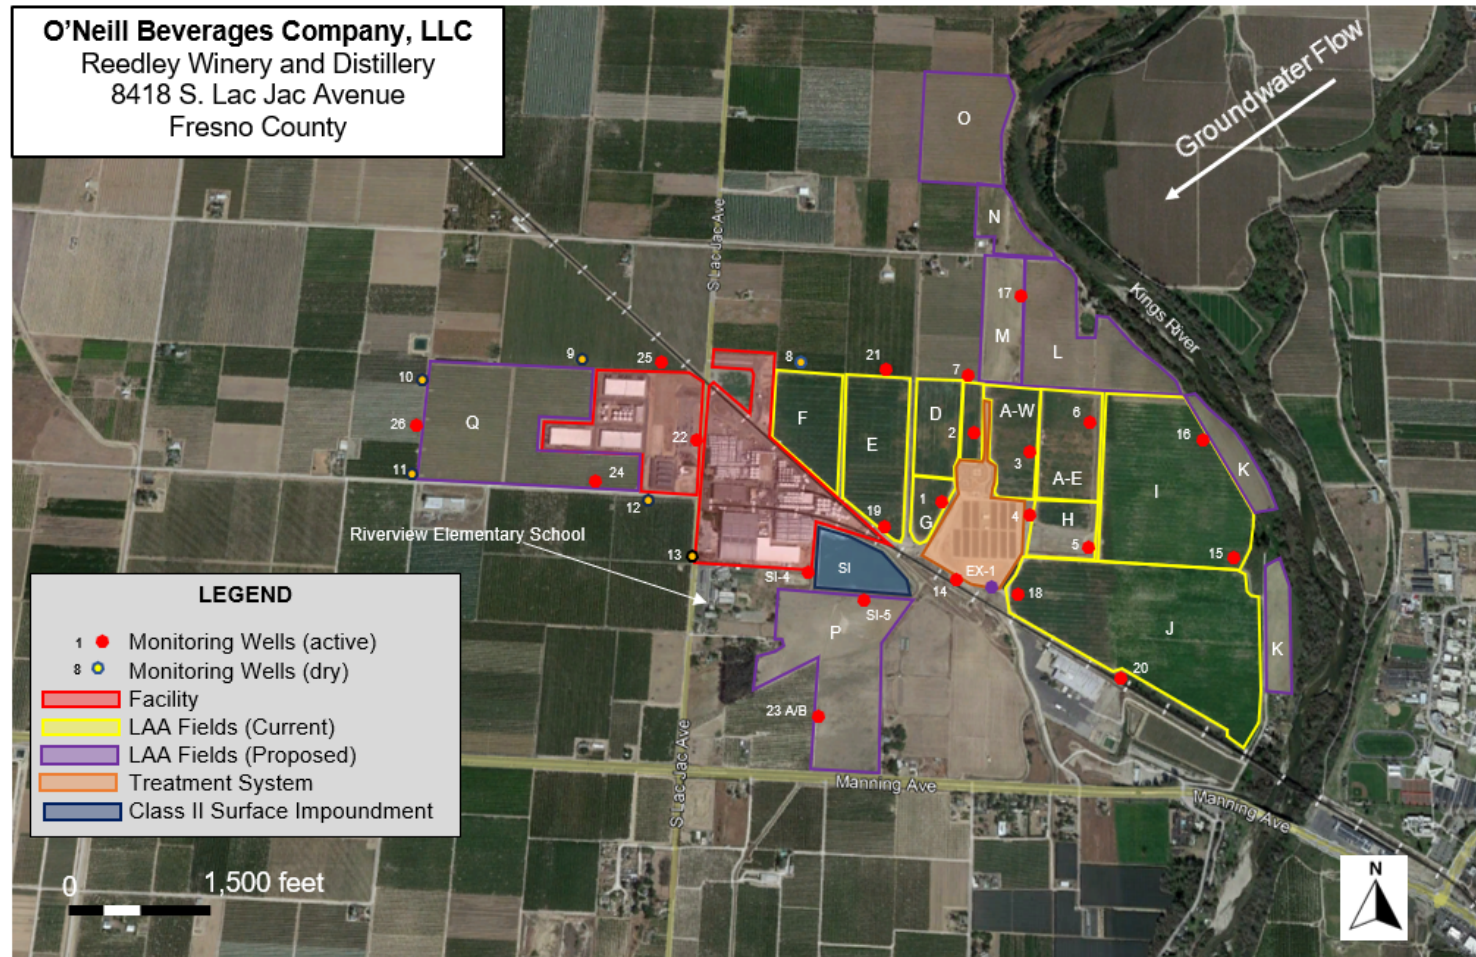 O'Neill Beverages Company, LLC
Reedley Winery and Distillery
8418 S. Lac Jac Avenue
Fresno County
Groundwater Flow
O
N
S Lac Jac Ave
Kings River
17
M
L
9
25
8
21
7
10
26
Q
22
F
E
D
2
A-W
6
3
A-E
16
K
I
11
24
12
1
G
19
4
H
5
15
Riverview Elementary School
13
SI-4
SI
EX-1
14
18
SI-5
P
J
K
20
23 A/B
S Lac Jac Ave
Manning Ave
Manning Ave
LEGEND
1 Monitoring Wells (active)
8 Monitoring Wells (dry)
Facility
LAA Fields (Current)
LAA Fields (Proposed)
Treatment System
Class II Surface Impoundment
0 1,500 feet
N